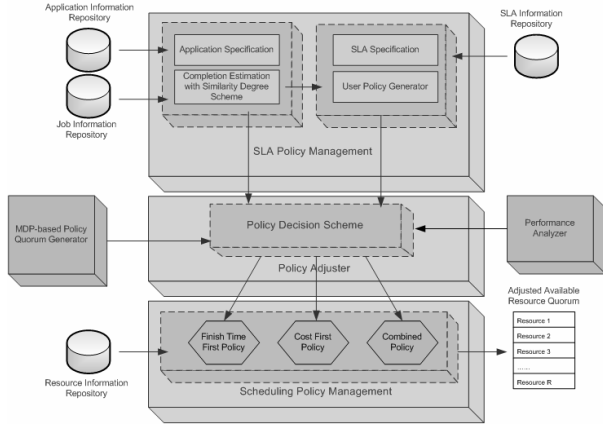 Application Information
Repository
SLA Information
Repository
Application Specification
SLA Specification
Completion Estimation
with Similarity Degree
Scheme
User Policy Generator
Job Information
Repository
SLA Policy Management
MDP-based Policy
Quorum Generator
Policy Decision Scheme
Performance
Analyzer
Policy Adjuster
Adjusted Available
Resource Quorum
Finish Time
First Policy
Cost First
Policy
Combined
Policy
Resource 1
Resource 2
Resource 3
......
Resource R
Resource Information
Repository
Scheduling Policy Management